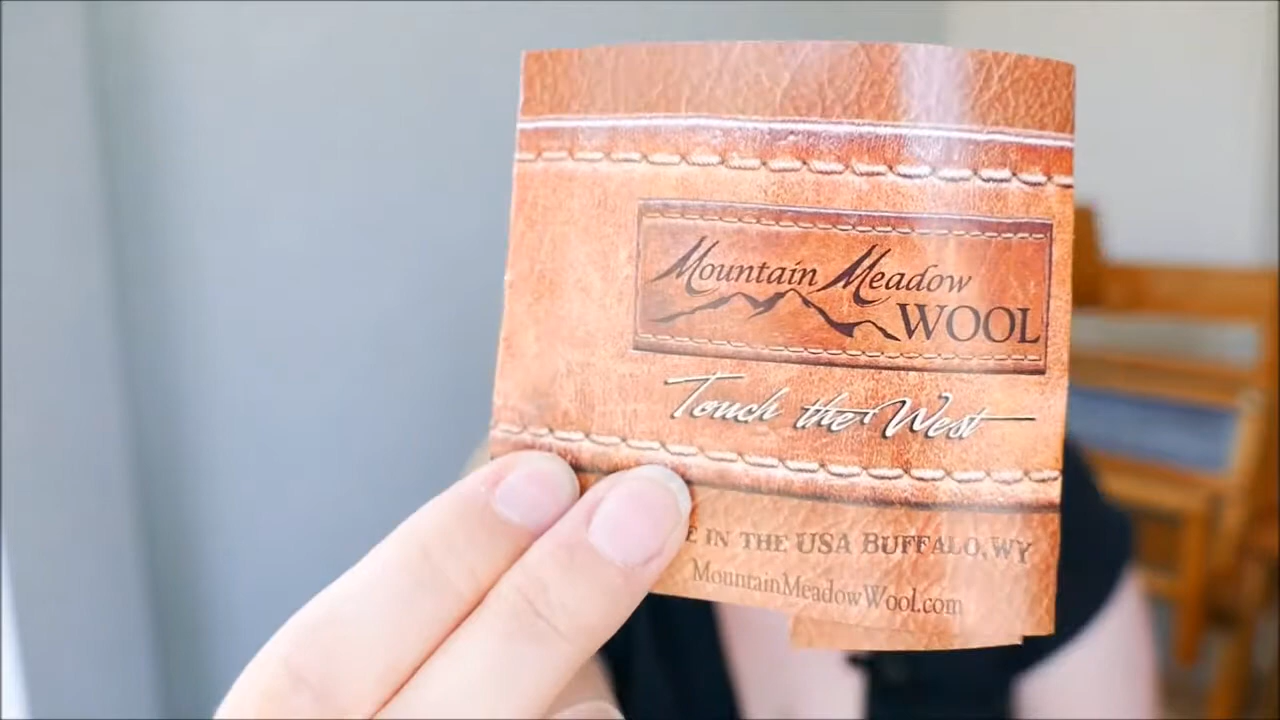 Mountain Meadow
WOOL
Touch the West
E IN THE USA BUFFALO, WY
MountainMeadowWool.com